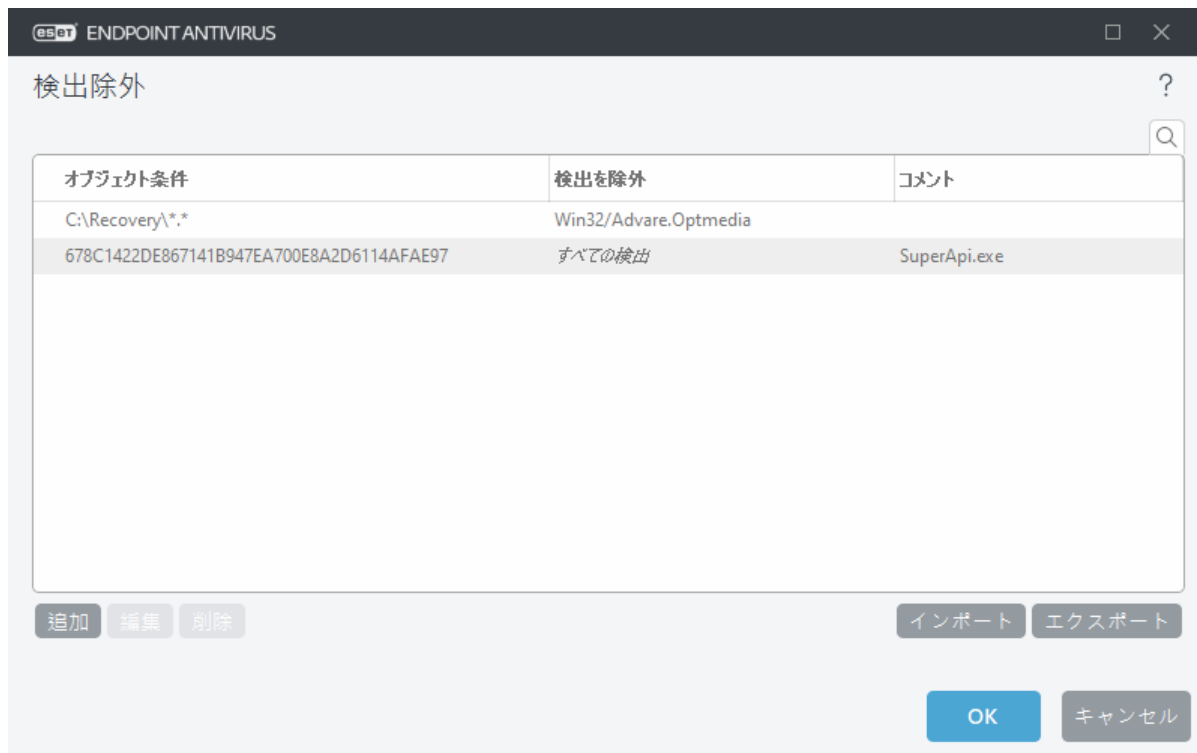 eset ENDPOINT ANTIVIRUS
検出除外
?
オブジェクト条件 検出を除外 コメント
C:\Recovery\*.* Win32/Advare.Optmedia
678C1422DE867141B947EA700E8A2D6114AFAE97 すべての検出 SuperApi.exe
追加 編集 削除 インポート エクスポート
OK キャンセル